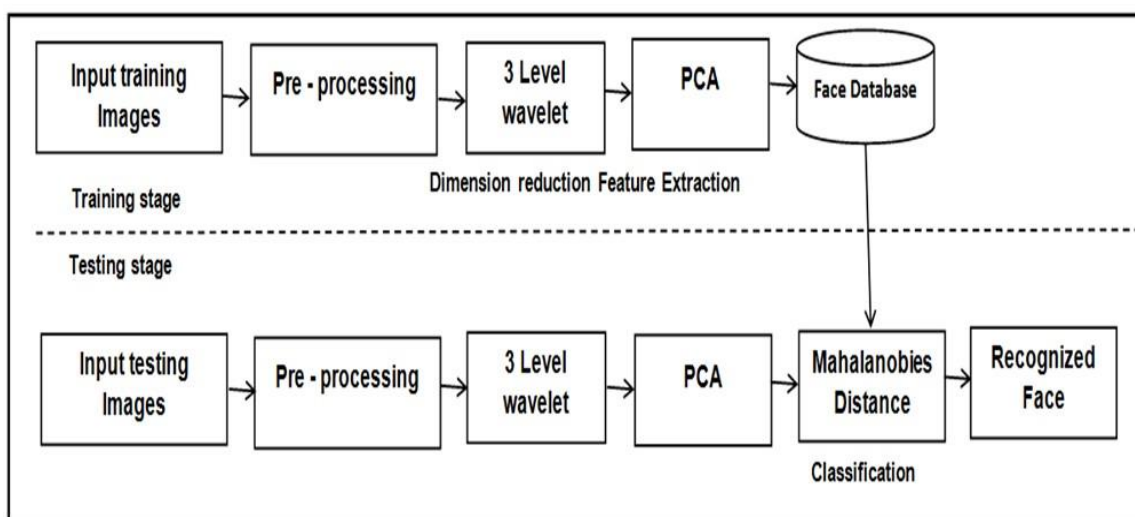 Input training
Images
Pre - processing
3 Level
wavelet
PCA
Face Database
Dimension reduction Feature Extraction
Training stage
Testing stage
Input testing
Images
Pre - processing
3 Level
wavelet
PCA
Mahalanobies
Distance
Recognized
Face
Classification